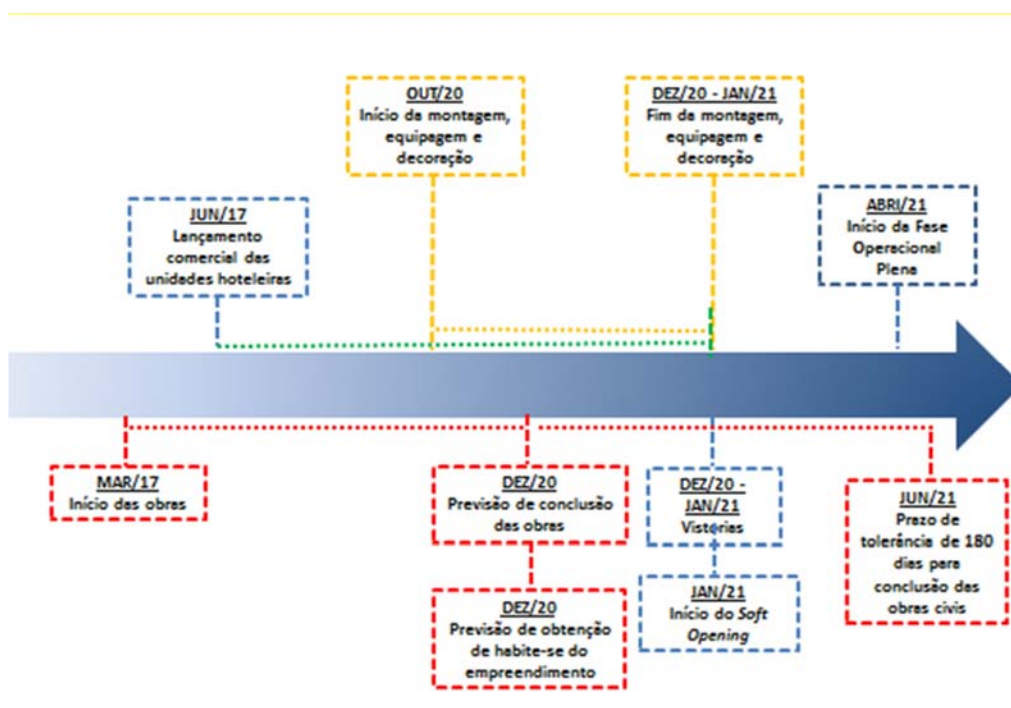 OUT/20
Início da montagem,
equipagem e
decoração
DEZ/20 - JAN/21
Fim da montagem,
equipagem e
decoração
JUN/17
Lançamento
comercial das
unidades hoteleiras
ABRI/21
Início da Fase
Operacional
Plena
MAR/17
Início das obras
DEZ/20
Previsão de conclusão
das obras
DEZ/20 -
JAN/21
Vistorias
JUN/21
Prazo de
tolerância de 180
dias para
conclusão das
obras civis
DEZ/20
Previsão de obtenção
de habite-se do
empreendimento
JAN/21
Início do Soft
Opening